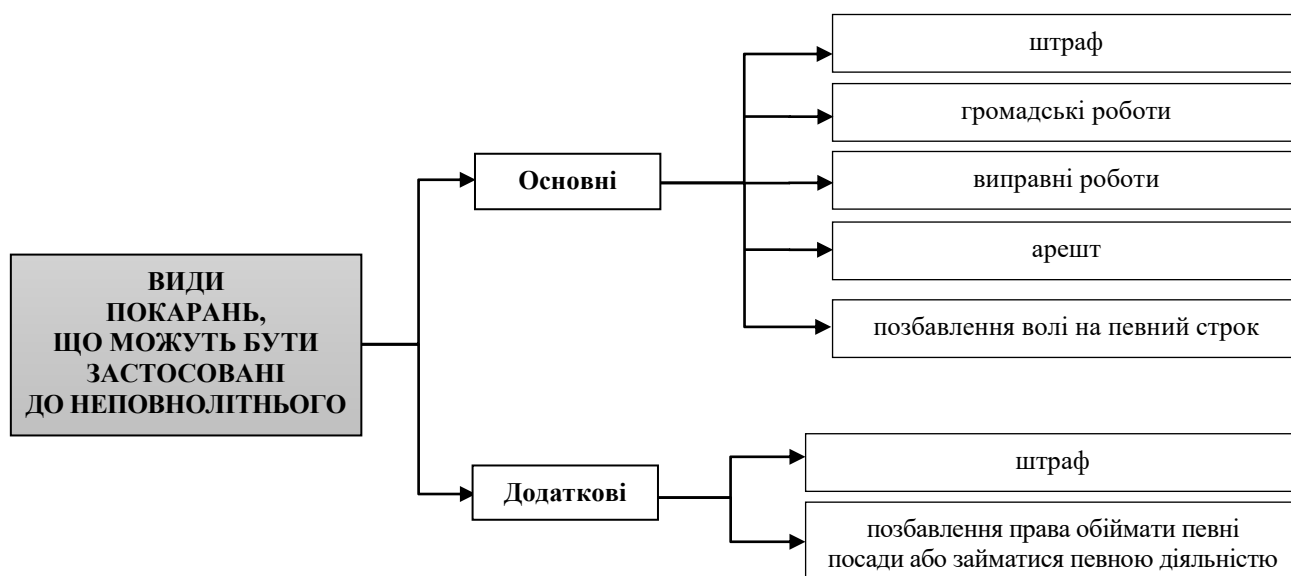 ВИДИ
ПОКАРАНЬ,
ЩО МОЖУТЬ БУТИ
ЗАСТОСОВАНІ
ДО НЕПОВНОЛІТНЬОГО
Основні
штраф
громадські роботи
виправні роботи
арешт
позбавлення волі на певний строк
Додаткові
штраф
позбавлення права обіймати певні
посади або займатися певною діяльністю